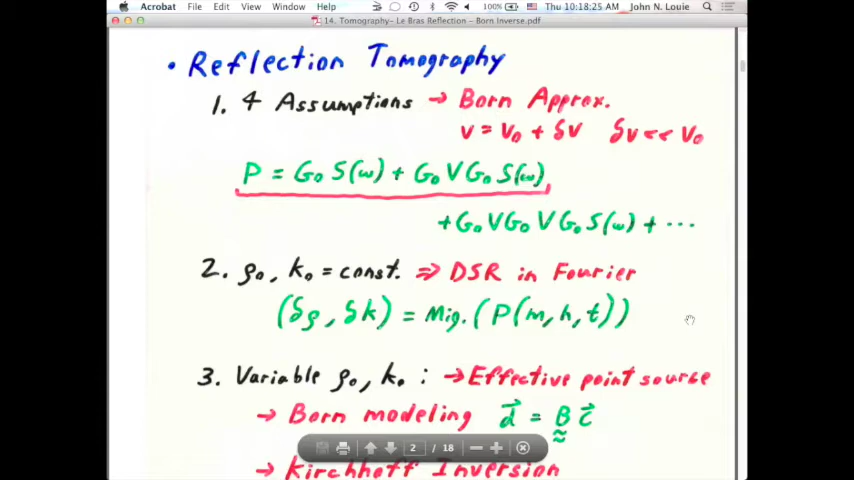 Acrobat File Edit View Window Help 100% Thu 10:18:25 AM John N. Louie
14. Tomography- Le Bras Reflection - Born Inverse.pdf
• Reflection Tomography
1. 4 Assumptions → Born Approx.
v = v₀ + δv δv << v₀
P = G₀ S(ω) + G₀ V G₀ S(ω)
+ G₀ V G₀ V G₀ S(ω) + ...
2. ρ₀, k₀ = const. ⇒ DSR in Fourier
(δρ, δk) = Mig. (P(m, h, t))
3. Variable ρ₀, k₀ : → Effective point source
→ Born modeling d⃗ = B c⃗
2 / 18
→ Kirchhoff Inversion